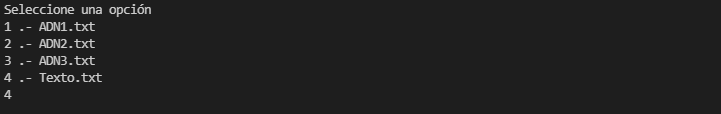 Seleccione una opción
1 .- ADN1.txt
2 .- ADN2.txt
3 .- ADN3.txt
4 .- Texto.txt
4